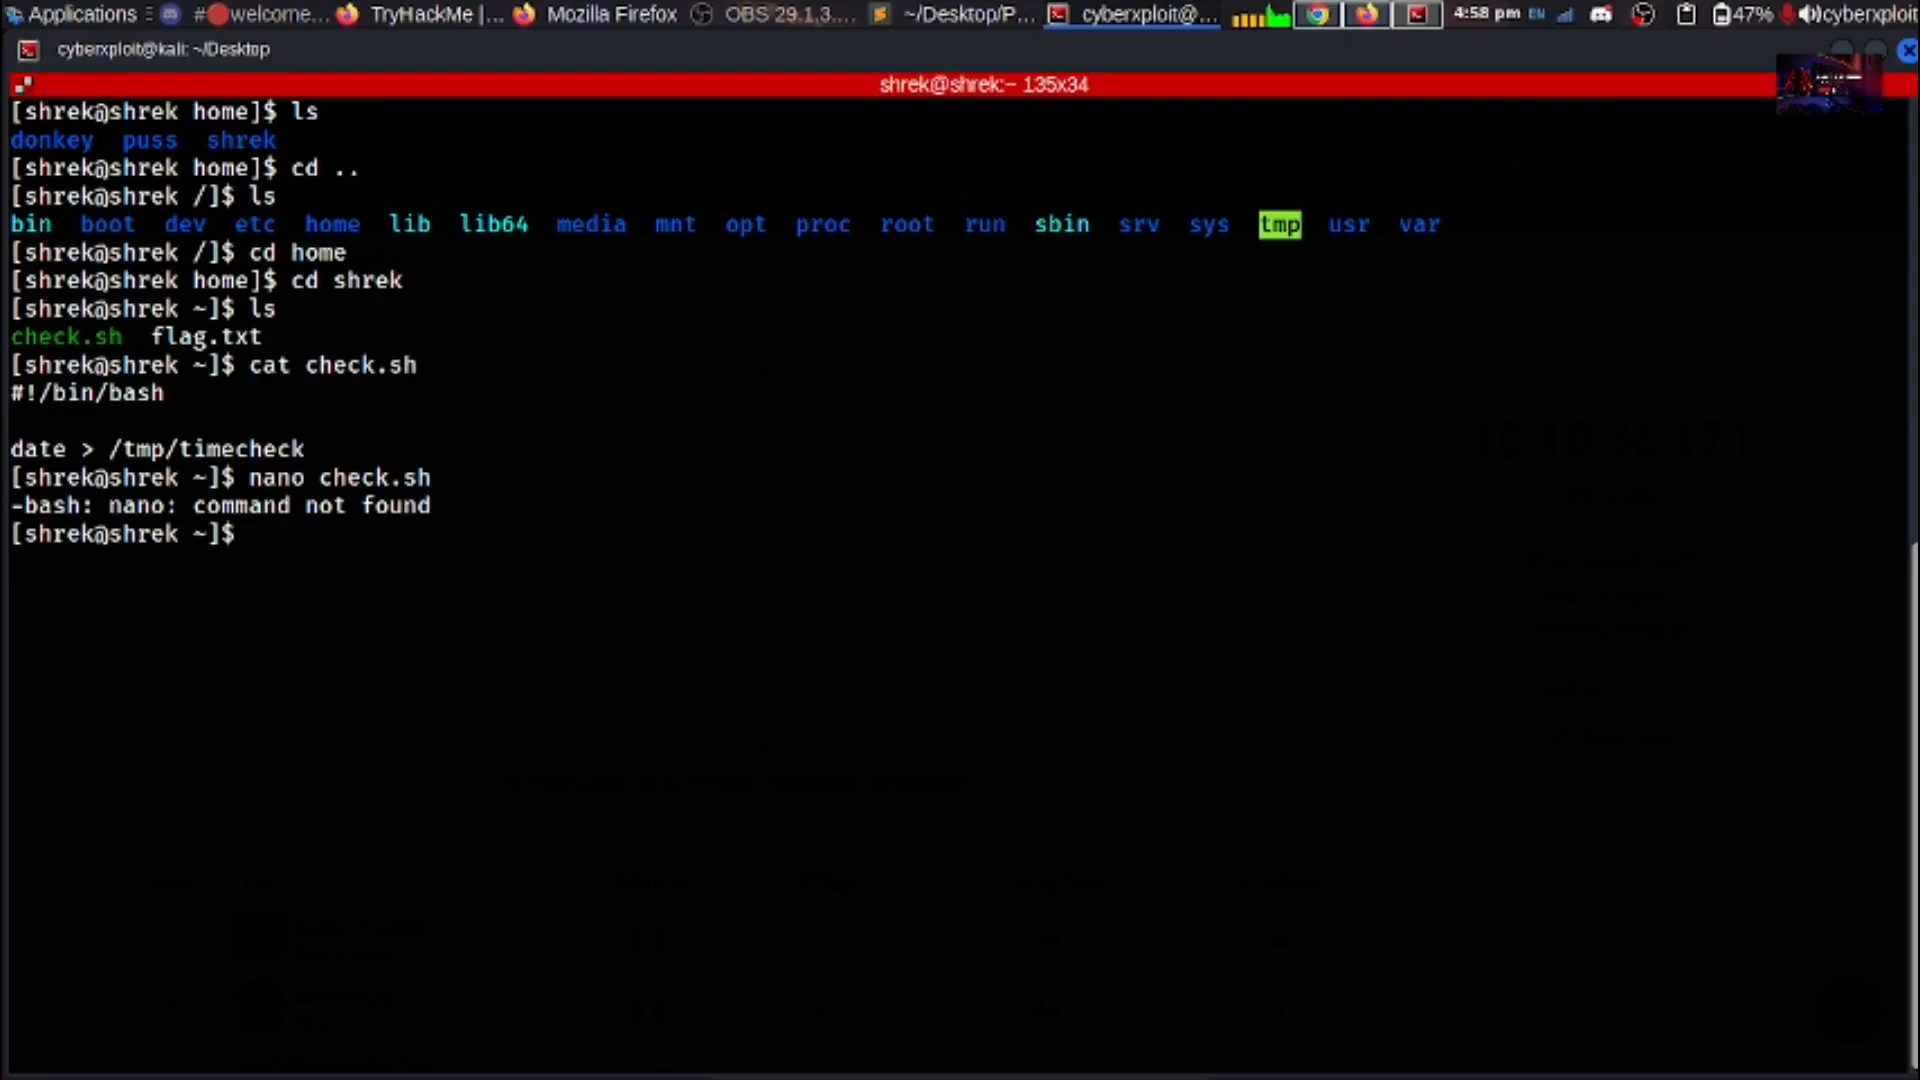 Applications #welcome... TryHackMe |... Mozilla Firefox OBS 29.1.3.... ~/Desktop/P... cyberxploit@... 4:58 pm EN 47% cyberxploit
cyberxploit@kali: ~/Desktop
shrek@shrek:~ 135x34
[shrek@shrek home]$ ls
donkey puss shrek
[shrek@shrek home]$ cd ..
[shrek@shrek /]$ ls
bin boot dev etc home lib lib64 media mnt opt proc root run sbin srv sys tmp usr var
[shrek@shrek /]$ cd home
[shrek@shrek home]$ cd shrek
[shrek@shrek ~]$ ls
check.sh flag.txt
[shrek@shrek ~]$ cat check.sh
#!/bin/bash
date > /tmp/timecheck
[shrek@shrek ~]$ nano check.sh
-bash: nano: command not found
[shrek@shrek ~]$